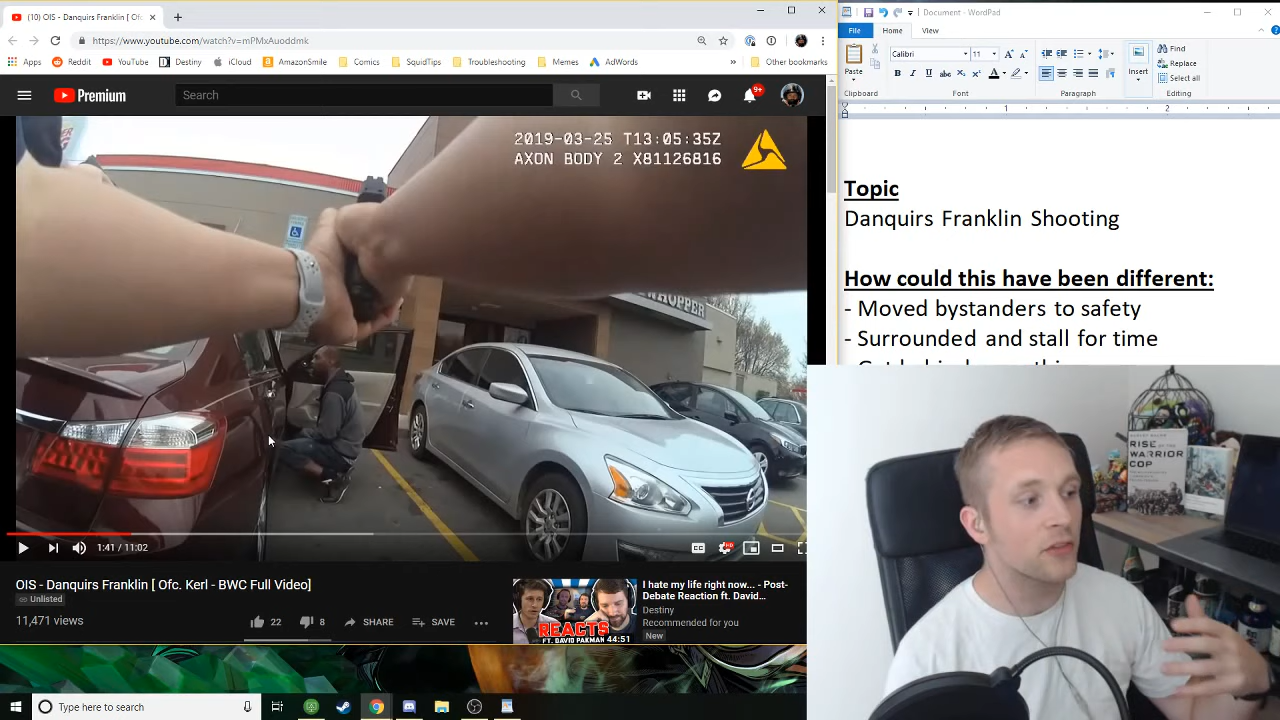 (10) OIS - Danquirs Franklin [ Ofc.
https://www.youtube.com/watch?v=mPMxAuoddmk
Apps
Reddit
YouTube
Destiny
iCloud
AmazonSmile
Comics
SquidTips
Troubleshooting
Memes
AdWords
»
Other bookmarks
Premium
Search
9+
2019-03-25 T13:05:35Z
AXON BODY 2 X81126816
1:41 / 11:02
CC
HD
OIS - Danquirs Franklin [ Ofc. Kerl - BWC Full Video]
Unlisted
11,471 views
22
8
SHARE
SAVE
REACTS
FT. DAVID PAKMAN
44:51
I hate my life right now... - Post-
Debate Reaction ft. David...
Destiny
Recommended for you
New
Document - WordPad
File
Home
View
Paste
Clipboard
Calibri
11
Font
Paragraph
Insert
Find
Replace
Select all
Editing
1
2
Topic
Danquirs Franklin Shooting
How could this have been different:
- Moved bystanders to safety
- Surrounded and stall for time
RISE OF THE
WARRIOR
COP
Type here to search